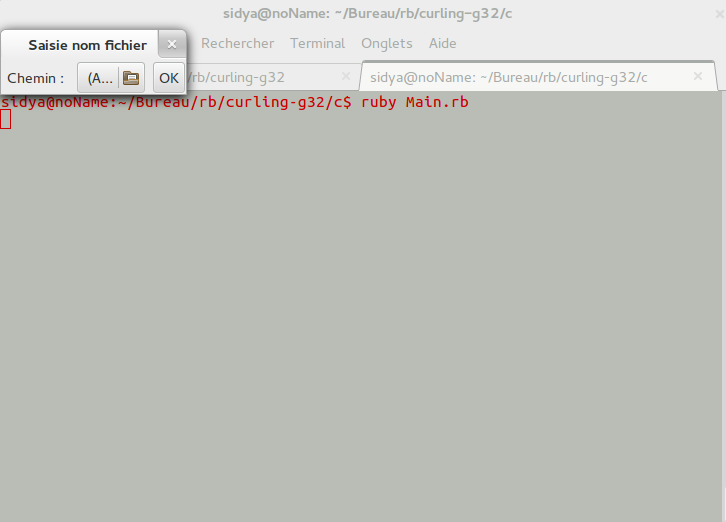 sidya@noName: ~/Bureau/rb/curling-g32/c
Saisie nom fichier
Rechercher Terminal Onglets Aide
Chemin : (A... OK
/rb/curling-g32
sidya@noName: ~/Bureau/rb/curling-g32/c
sidya@noName:~/Bureau/rb/curling-g32/c$ ruby Main.rb